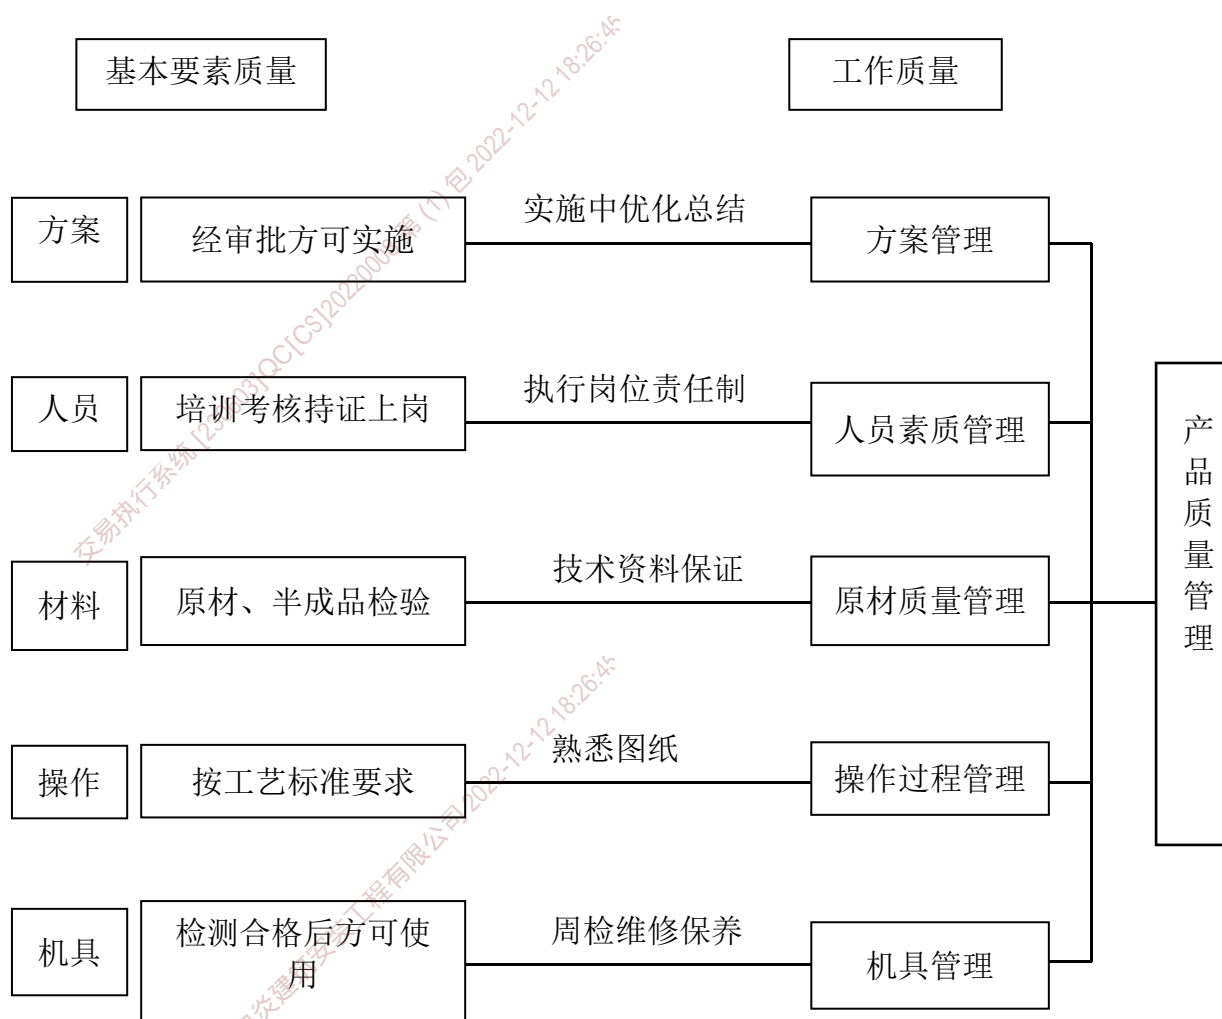 基本要素质量
工作质量
方案
经审批方可实施
实施中优化总结
方案管理
人员
培训考核持证上岗
执行岗位责任制
人员素质管理
材料
原材、半成品检验
技术资料保证
原材质量管理
操作
按工艺标准要求
熟悉图纸
操作过程管理
机具
检测合格后方可使
用
周检维修保养
机具管理
产
品
质
量
管
理